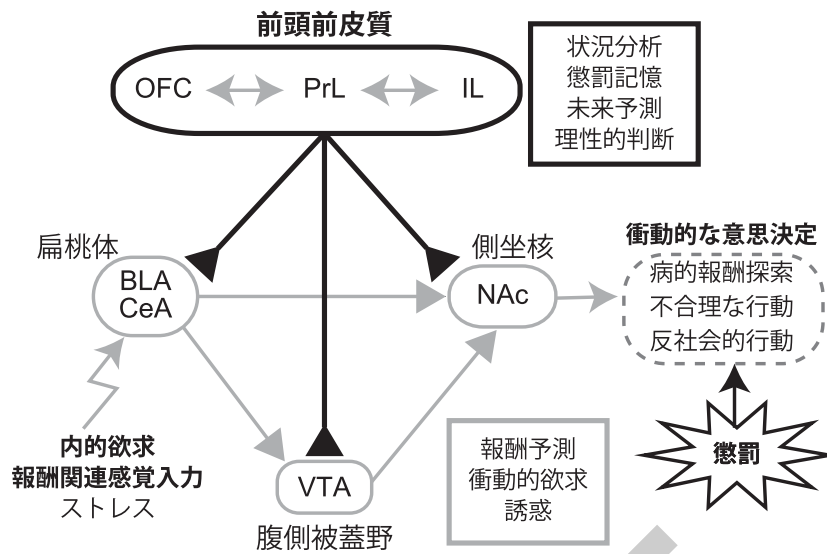 前頭前皮質
OFC PrL IL
状況分析
懲罰記憶
未来予測
理性的判断
扁桃体
BLA
CeA
側坐核
NAc
衝動的な意思決定
病的報酬探索
不合理な行動
反社会的行動
内的欲求
報酬関連感覚入力
ストレス
VTA
腹側被蓋野
報酬予測
衝動的欲求
誘惑
懲罰